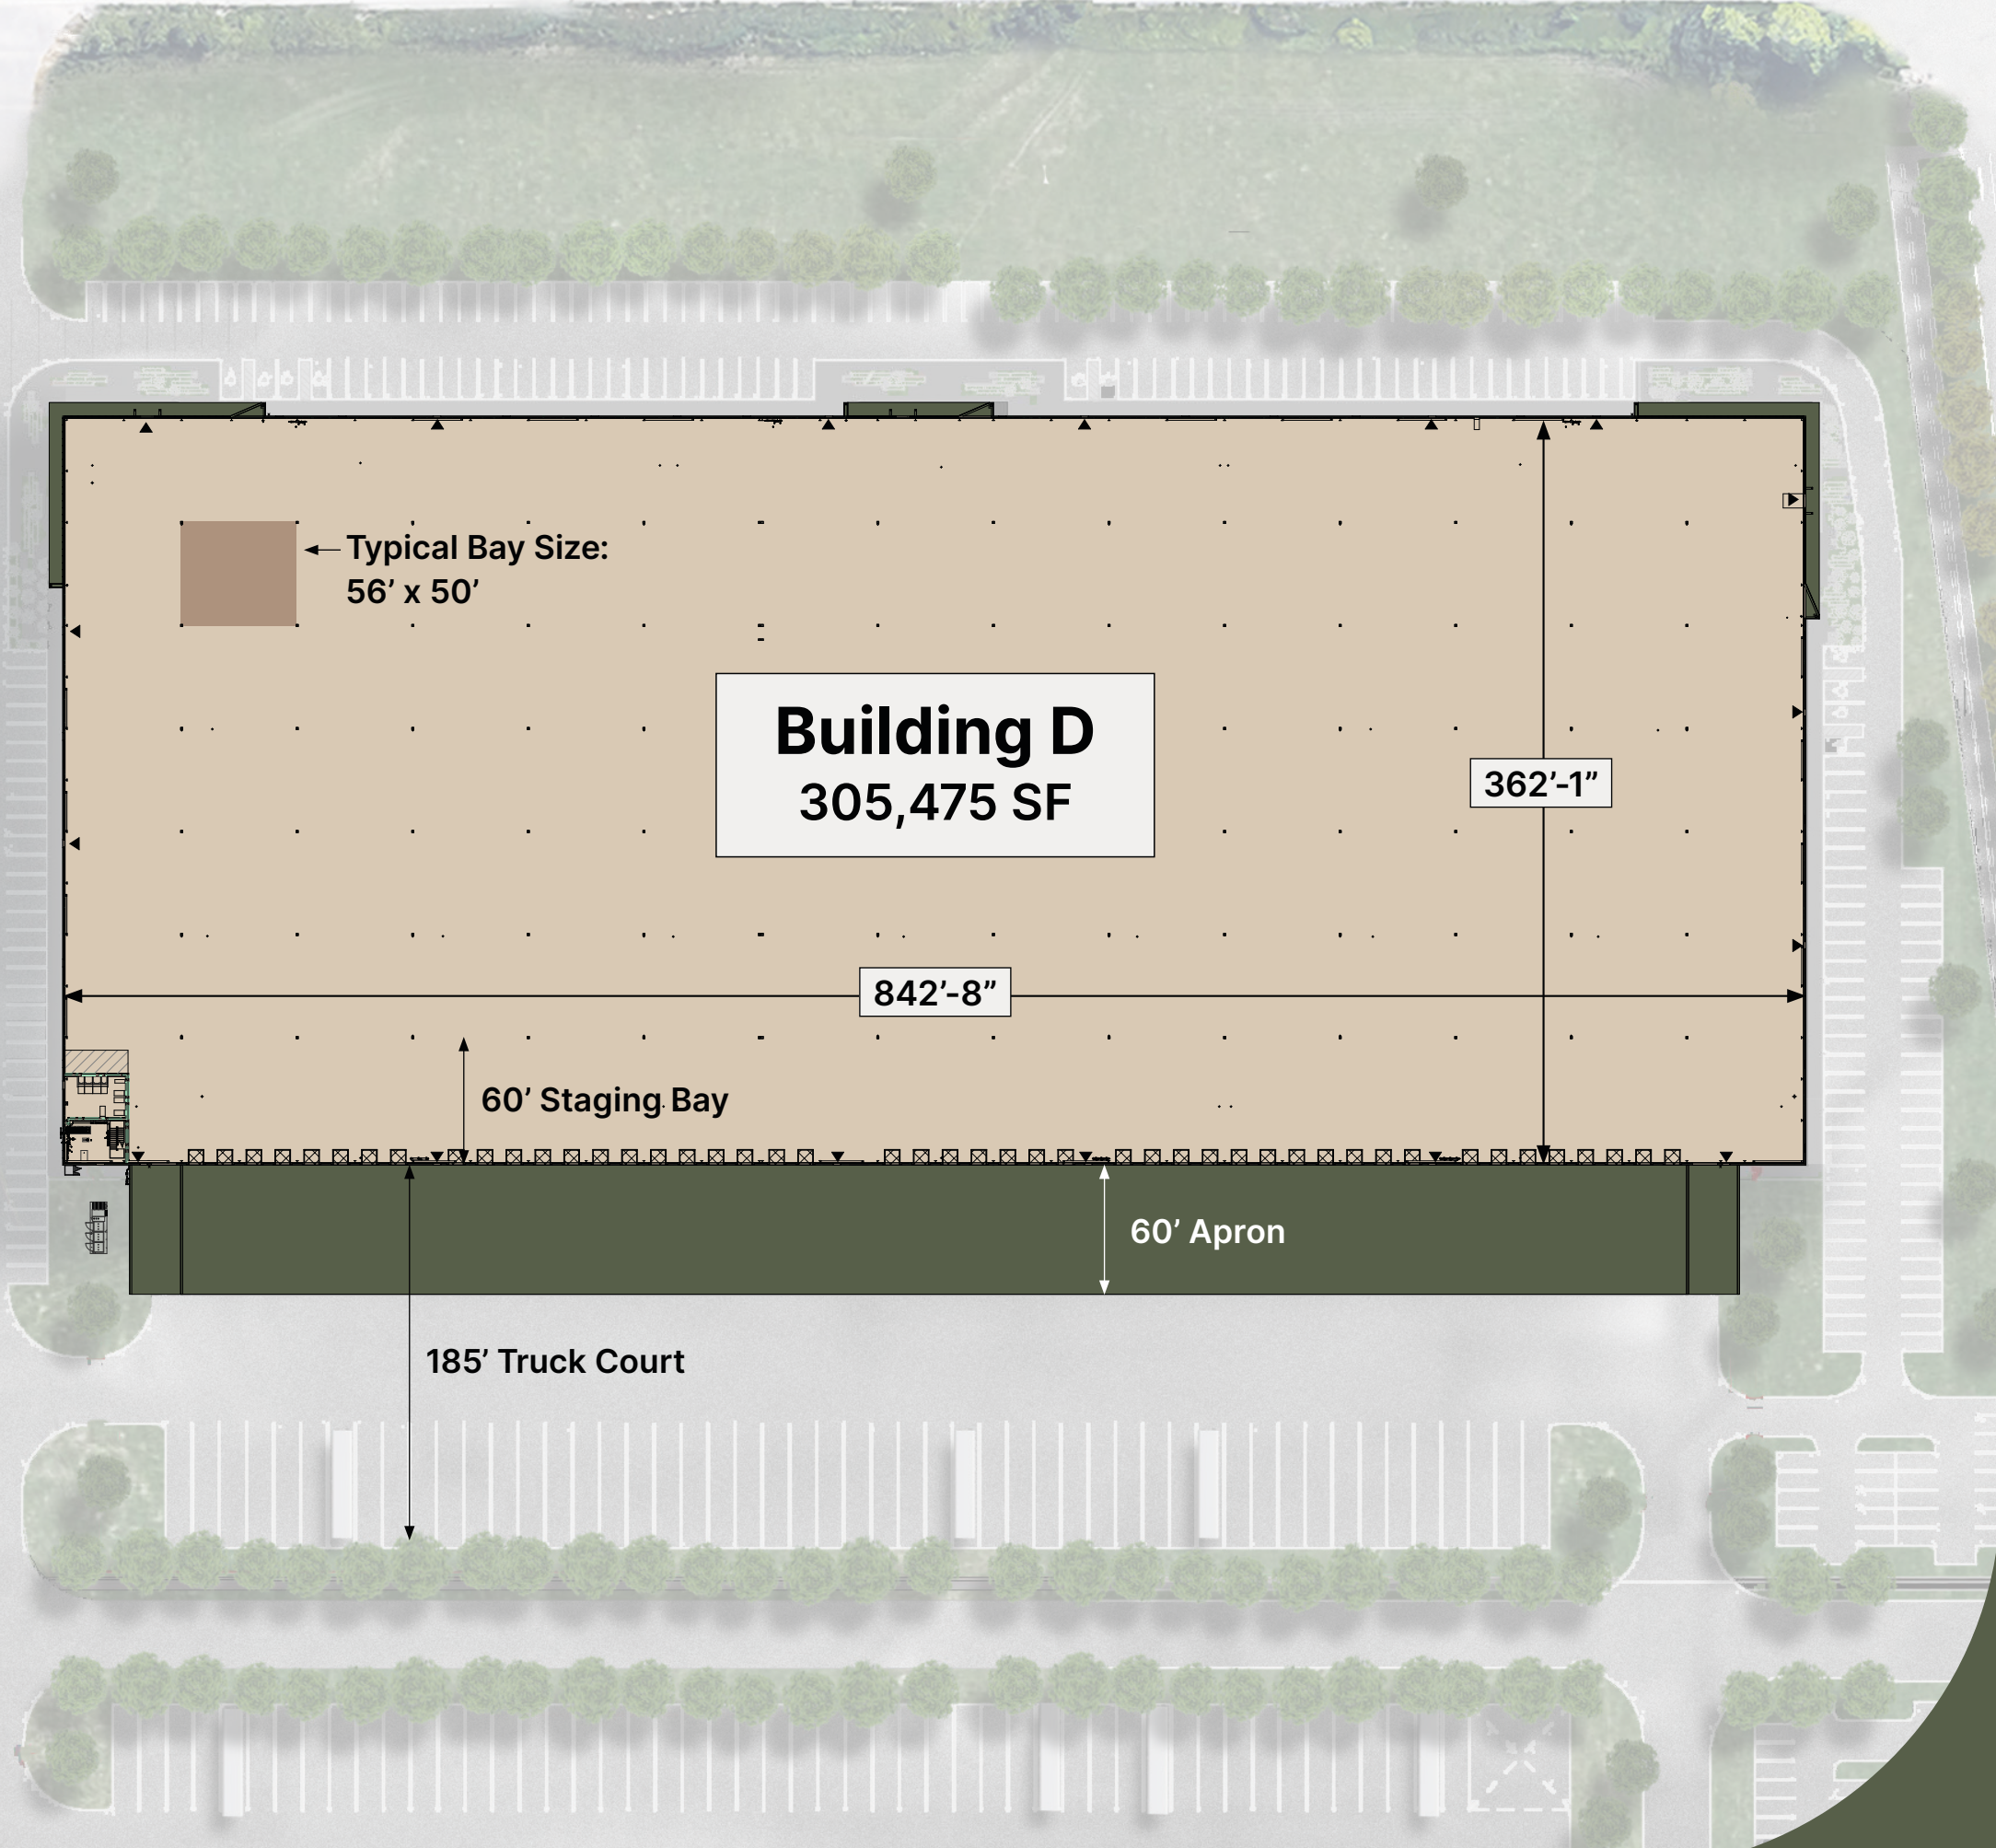 Typical Bay Size:
56’ x 50’
Building D
305,475 SF
362’-1”
842’-8”
60’ Staging Bay
60’ Apron
185’ Truck Court